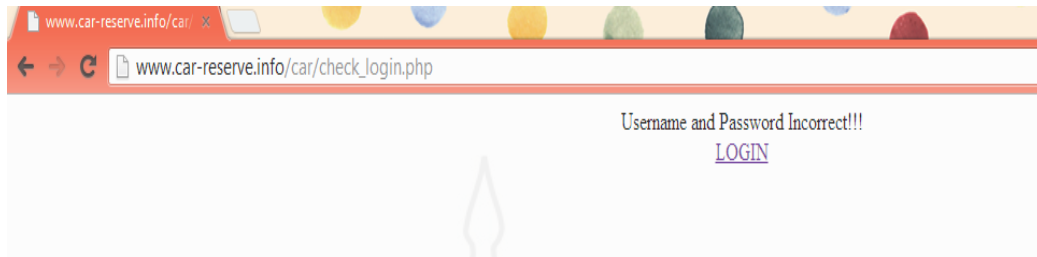 www.car-reserve.info/car/
www.car-reserve.info/car/check_login.php
Username and Password Incorrect!!!
LOGIN